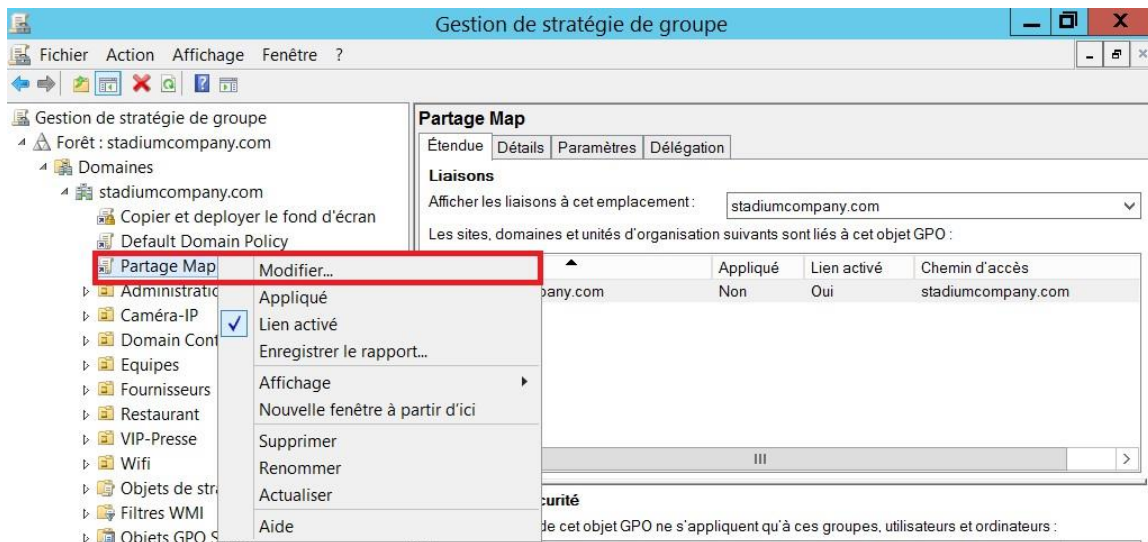 Gestion de stratégie de groupe
Fichier Action Affichage Fenêtre ?
Gestion de stratégie de groupe
Forêt : stadiumcompany.com
Domaines
stadiumcompany.com
Copier et deployer le fond d'écran
Default Domain Policy
Partage Map
Administratic
Caméra-IP
Domain Cont
Equipes
Fournisseurs
Restaurant
VIP-Presse
Wifi
Objets de stra
Filtres WMI
Objets GPO S
Modifier...
Appliqué
Lien activé
Enregistrer le rapport...
Affichage
Nouvelle fenêtre à partir d'ici
Supprimer
Renommer
Actualiser
Aide
Partage Map
Étendue Détails Paramètres Délégation
Liaisons
Afficher les liaisons à cet emplacement : stadiumcompany.com
Les sites, domaines et unités d'organisation suivants sont liés à cet objet GPO :
Appliqué Lien activé Chemin d'accès
pany.com Non Oui stadiumcompany.com
curité
de cet objet GPO ne s'appliquent qu'à ces groupes, utilisateurs et ordinateurs :